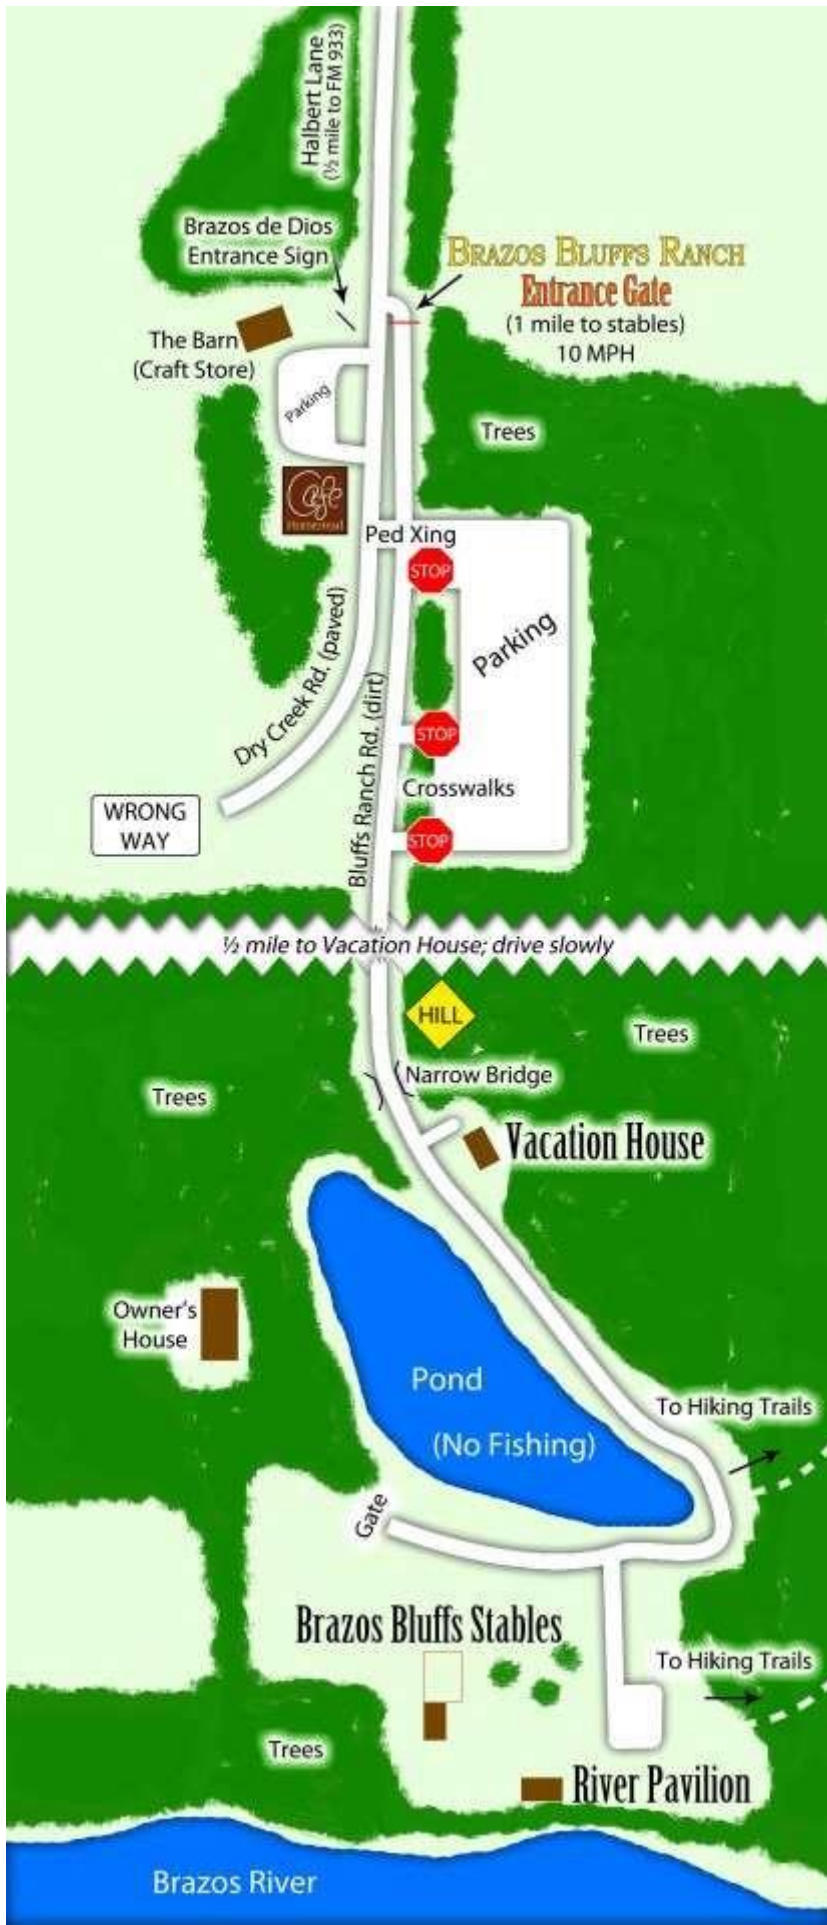 Halbert Lane
(½ mile to FM 933)
Brazos de Dios
Entrance Sign
BRAZOS BLUFFS RANCH
Entrance Gate
(1 mile to stables)
10 MPH
The Barn
(Craft Store)
Parking
Trees
Cafe
Homestead
Ped Xing
STOP
Parking
Dry Creek Rd. (paved)
Bluffs Ranch Rd. (dirt)
STOP
Crosswalks
WRONG
WAY
STOP
½ mile to Vacation House; drive slowly
HILL
Trees
Narrow Bridge
Trees
Vacation House
Owner's
House
Pond
(No Fishing)
To Hiking Trails
Gate
Brazos Bluffs Stables
To Hiking Trails
Trees
River Pavilion
Brazos River